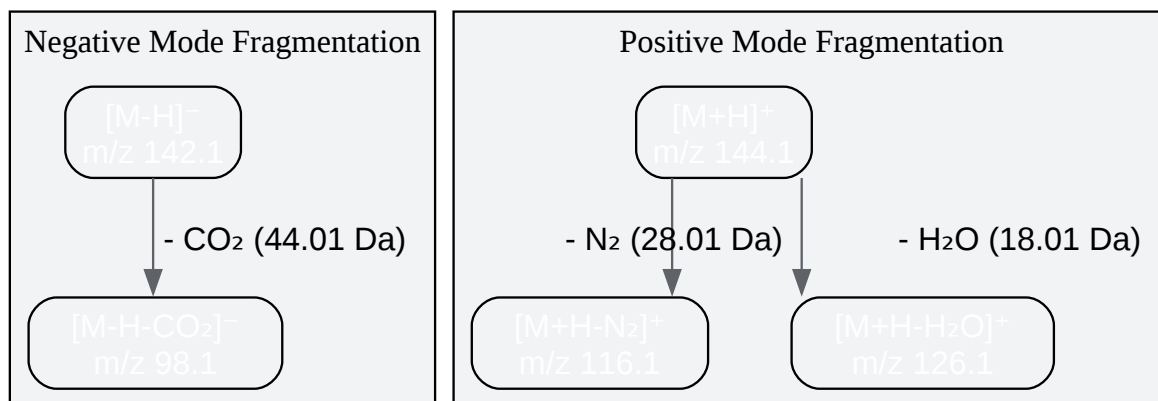 Negative Mode Fragmentation
[M-H]⁻
m/z 142.1
- CO₂ (44.01 Da)
[M-H-CO₂]⁻
m/z 98.1
Positive Mode Fragmentation
[M+H]⁺
m/z 144.1
- N₂ (28.01 Da)
- H₂O (18.01 Da)
[M+H-N₂]⁺
m/z 116.1
[M+H-H₂O]⁺
m/z 126.1